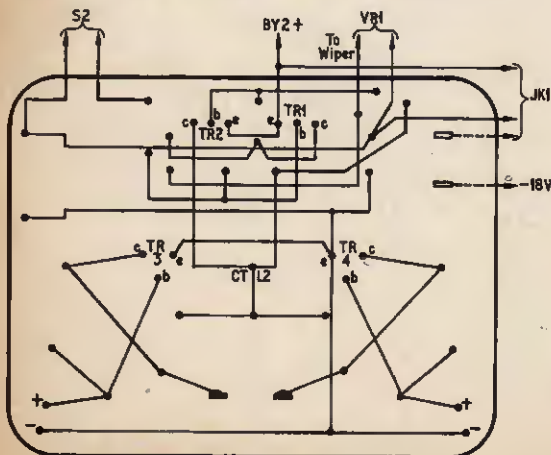 S2
BY2+
VR1
To
Wiper
JK1
b
TR1
c
e
e
c
TR2
b
-18V
c
TR
3
e
TR
4
c
e
b
CT
L2
b
+
+
-
-